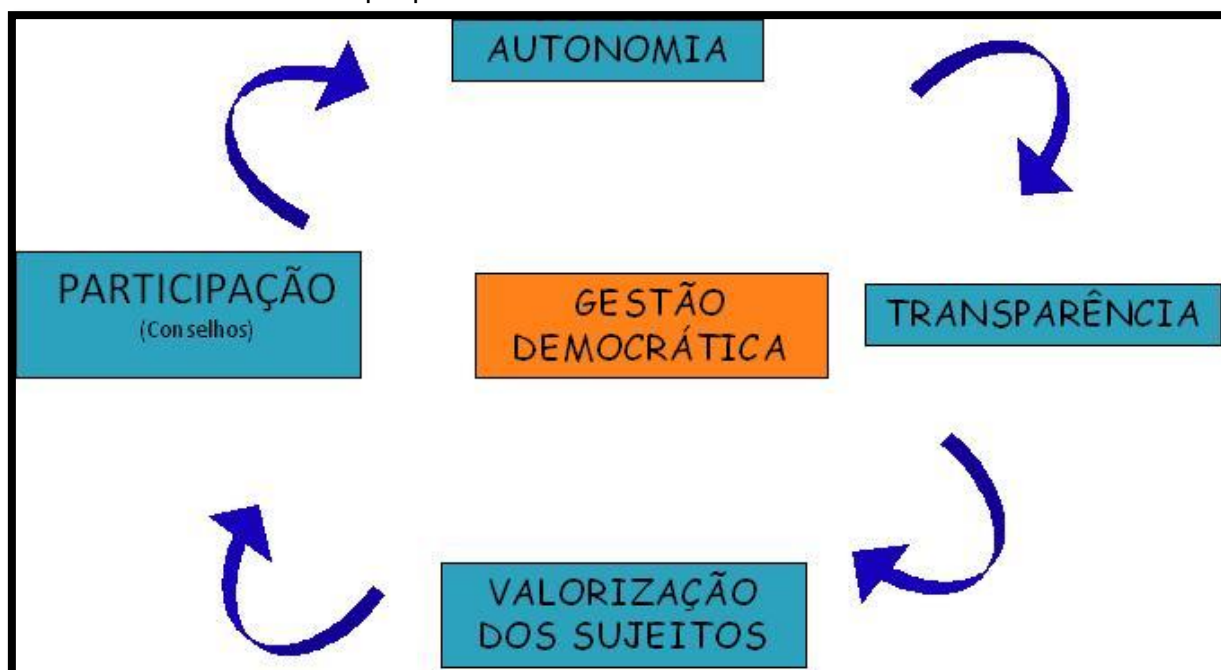 AUTONOMIA
PARTICIPAÇÃO
(Conselhos)
GESTÃO
DEMOCRÁTICA
TRANSPARÊNCIA
VALORIZAÇÃO
DOS SUJEITOS